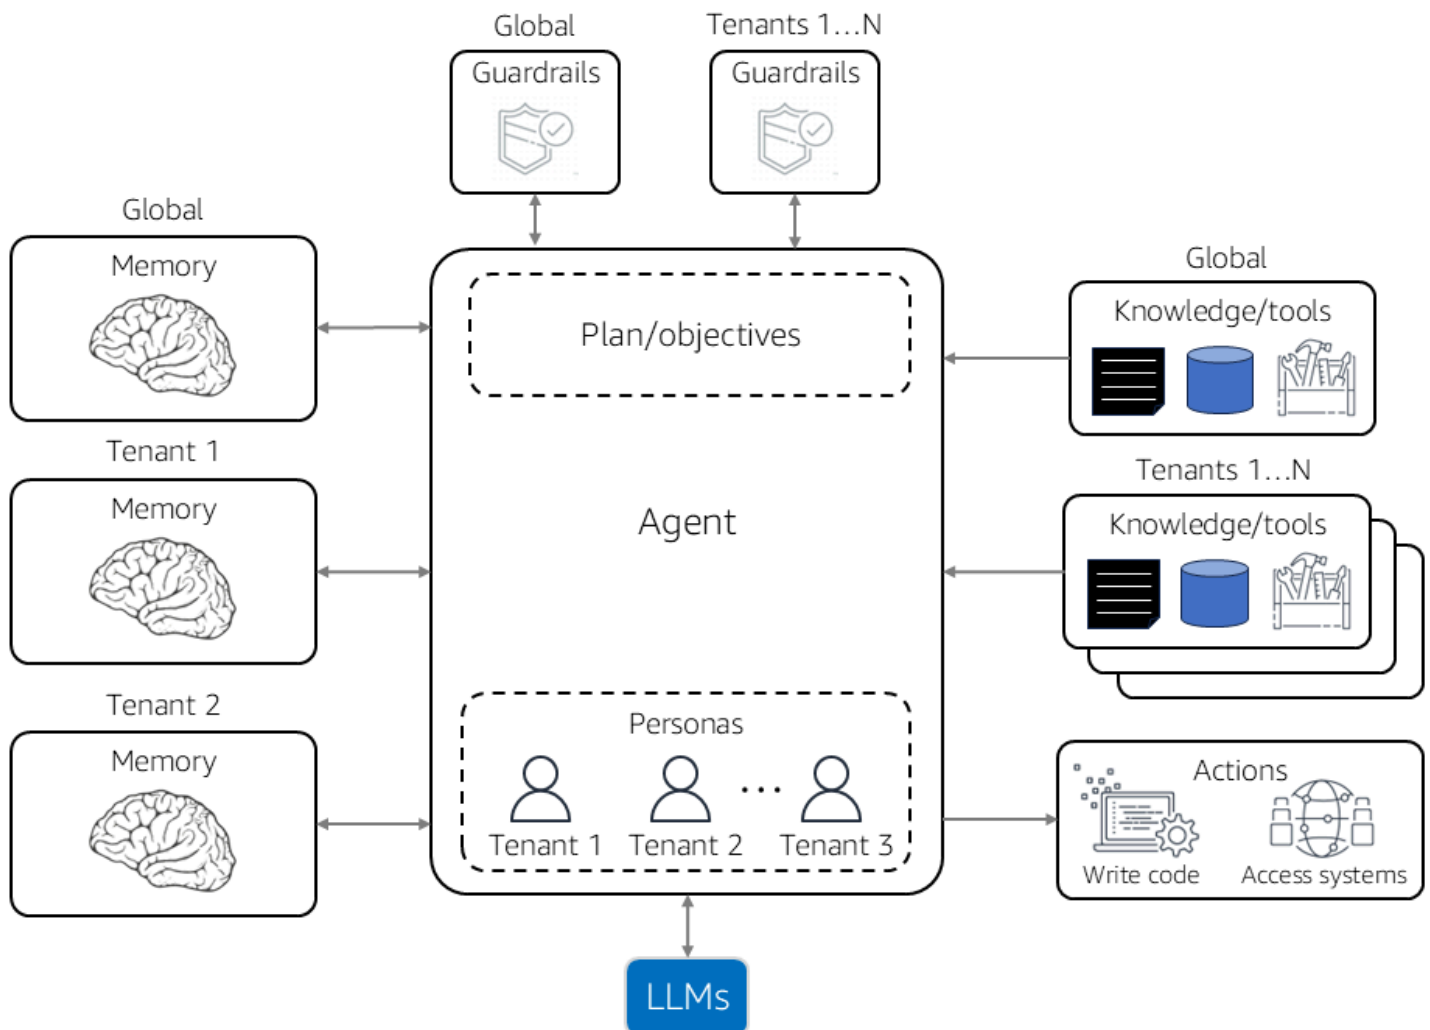 Global
Tenants 1...N
Guardrails
Guardrails
Global
Memory
Tenant 1
Memory
Tenant 2
Memory
Plan/objectives
Agent
Personas
...
Tenant 1
Tenant 2
Tenant 3
LLMs
Global
Knowledge/tools
Tenants 1...N
Knowledge/tools
Actions
Write code
Access systems